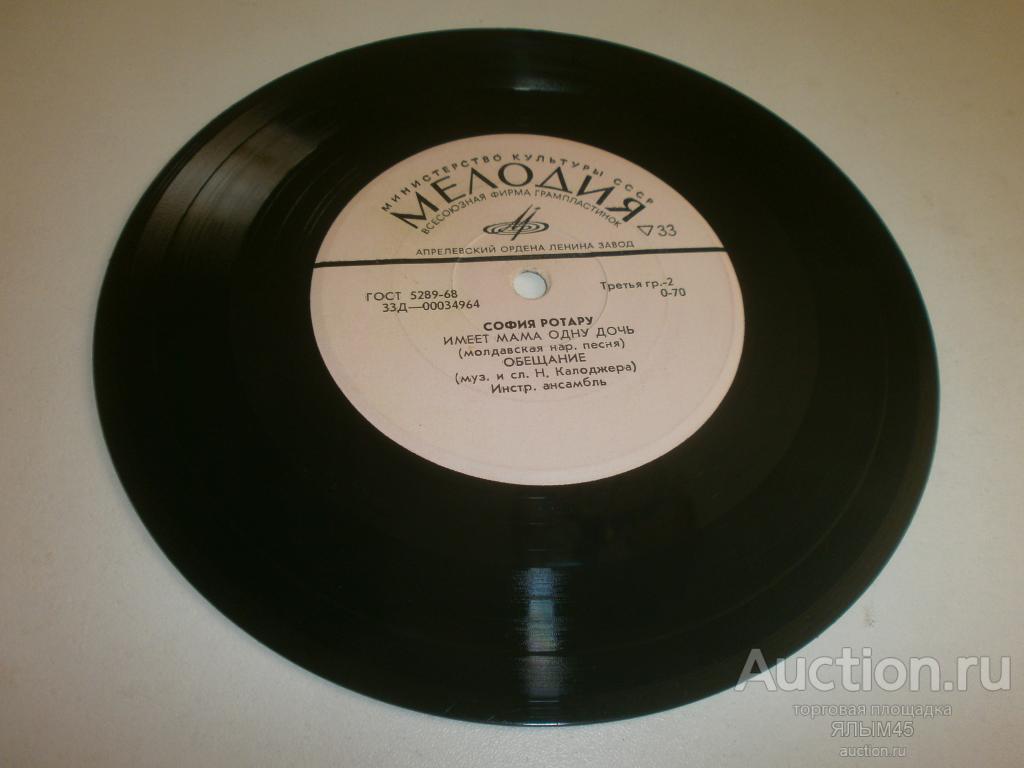 МИНИСТЕРСТВО КУЛЬТУРЫ СССР
МЕЛОДИЯ
ВСЕСОЮЗНАЯ ФИРМА ГРАМПЛАСТИНОК
33
АПРЕЛЕВСКИЙ ОРДЕНА ЛЕНИНА ЗАВОД
ГОСТ 5289-68
33Д—00034964
Третья гр.-2
0-70
СОФИЯ РОТАРУ
ИМЕЕТ МАМА ОДНУ ДОЧЬ
(молдавская нар. песня)
ОБЕЩАНИЕ
(муз. и сл. Н. Калоджера)
Инстр. ансамбль
Auction.ru
торговая площадка
ЯЛЫМ45
auction.ru